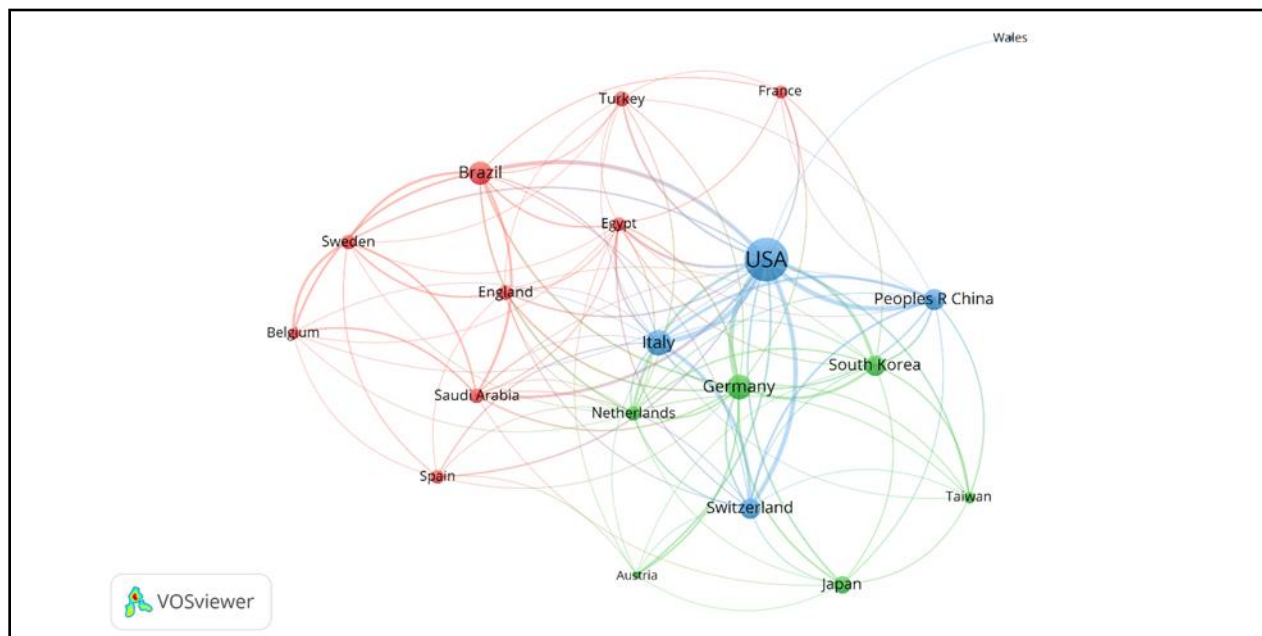 Wales
France
Turkey
Brazil
Egypt
Sweden
USA
England
Peoples R China
Belgium
Italy
South Korea
Germany
Saudi Arabia
Netherlands
Spain
Taiwan
Switzerland
Austria
Japan
VOSviewer